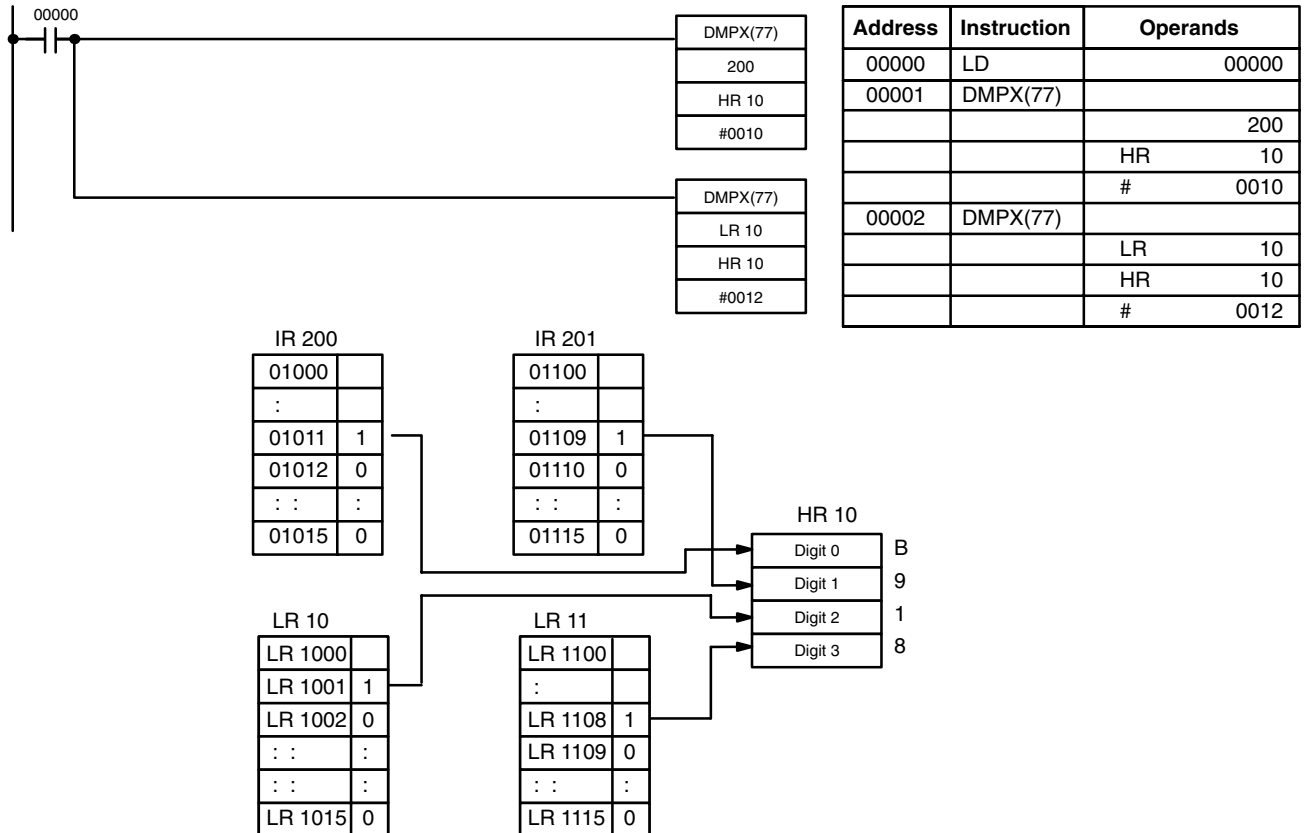 00000
DMPX(77)
200
HR 10
#0010
DMPX(77)
LR 10
HR 10
#0012
Address Instruction Operands
00000 LD 00000
00001 DMPX(77)
200
HR 10
# 0010
00002 DMPX(77)
LR 10
HR 10
# 0012
IR 200
01000
:
01011 1
01012 0
: : :
01015 0
IR 201
01100
:
01109 1
01110 0
: : :
01115 0
HR 10
Digit 0 B
Digit 1 9
Digit 2 1
Digit 3 8
LR 10
LR 1000
LR 1001 1
LR 1002 0
: : :
: : :
LR 1015 0
LR 11
LR 1100
:
LR 1108 1
LR 1109 0
: : :
LR 1115 0